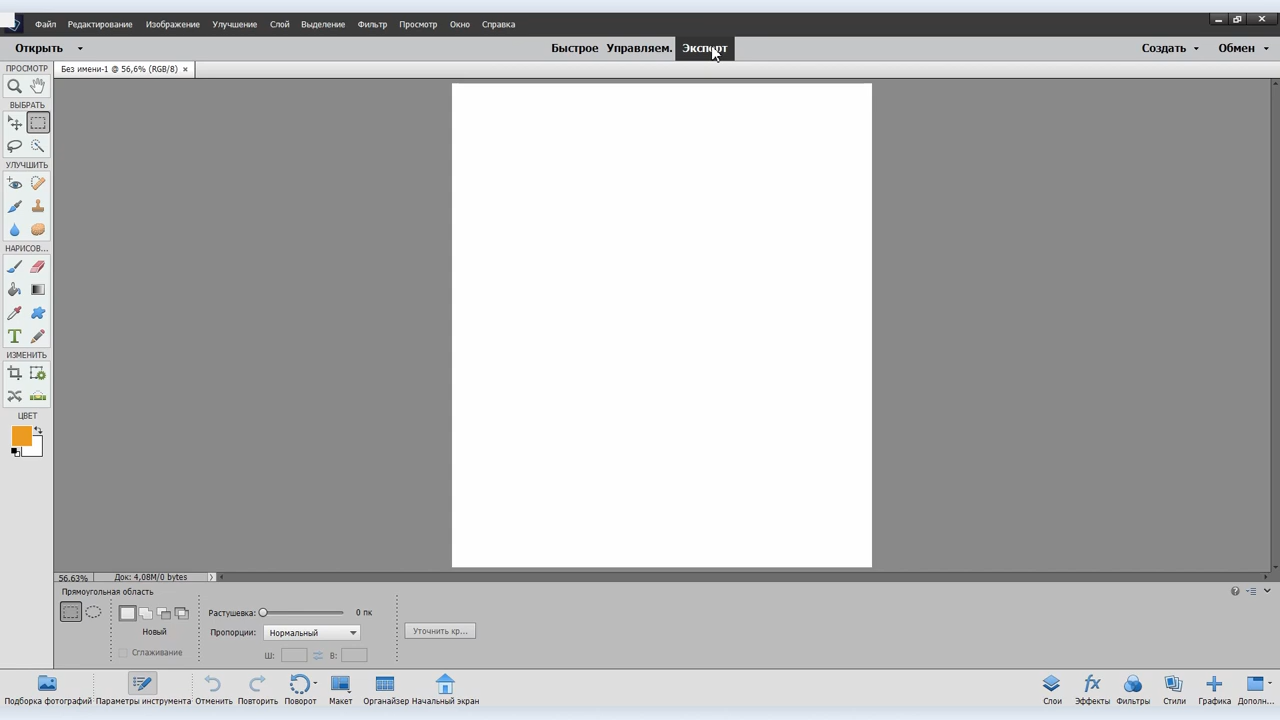 Файл Редактирование Изображение Улучшение Слой Выделение Фильтр Просмотр Окно Справка
Открыть Быстрое Управляем. Эксперт Создать Обмен
ПРОСМОТР
Без имени-1 @ 56,6% (RGB/8) ×
ВЫБРАТЬ
УЛУЧШИТЬ
НАРИСОВ...
ИЗМЕНИТЬ
ЦВЕТ
56.63% Док: 4,08M/0 bytes
Прямоугольная область
Растушевка: 0 пк
Новый
Пропорции: Нормальный
Уточнить кр...
Сглаживание
Ш: В:
Подборка фотографий Параметры инструмента Отменить Повторить Поворот Макет Органайзер Начальный экран Слои Эффекты Фильтры Стили Графика Дополн...